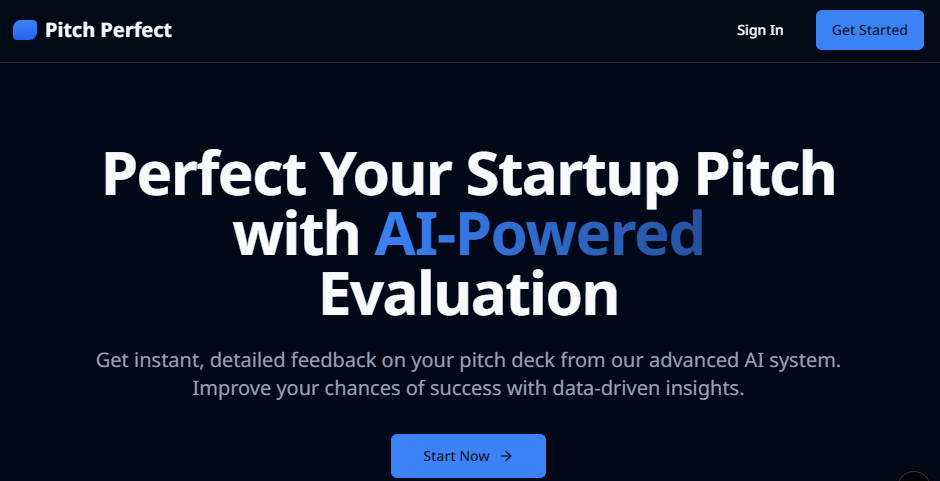 Pitch Perfect
Sign In
Get Started
Perfect Your Startup Pitch
with AI-Powered
Evaluation
Get instant, detailed feedback on your pitch deck from our advanced AI system.
Improve your chances of success with data-driven insights.
Start Now